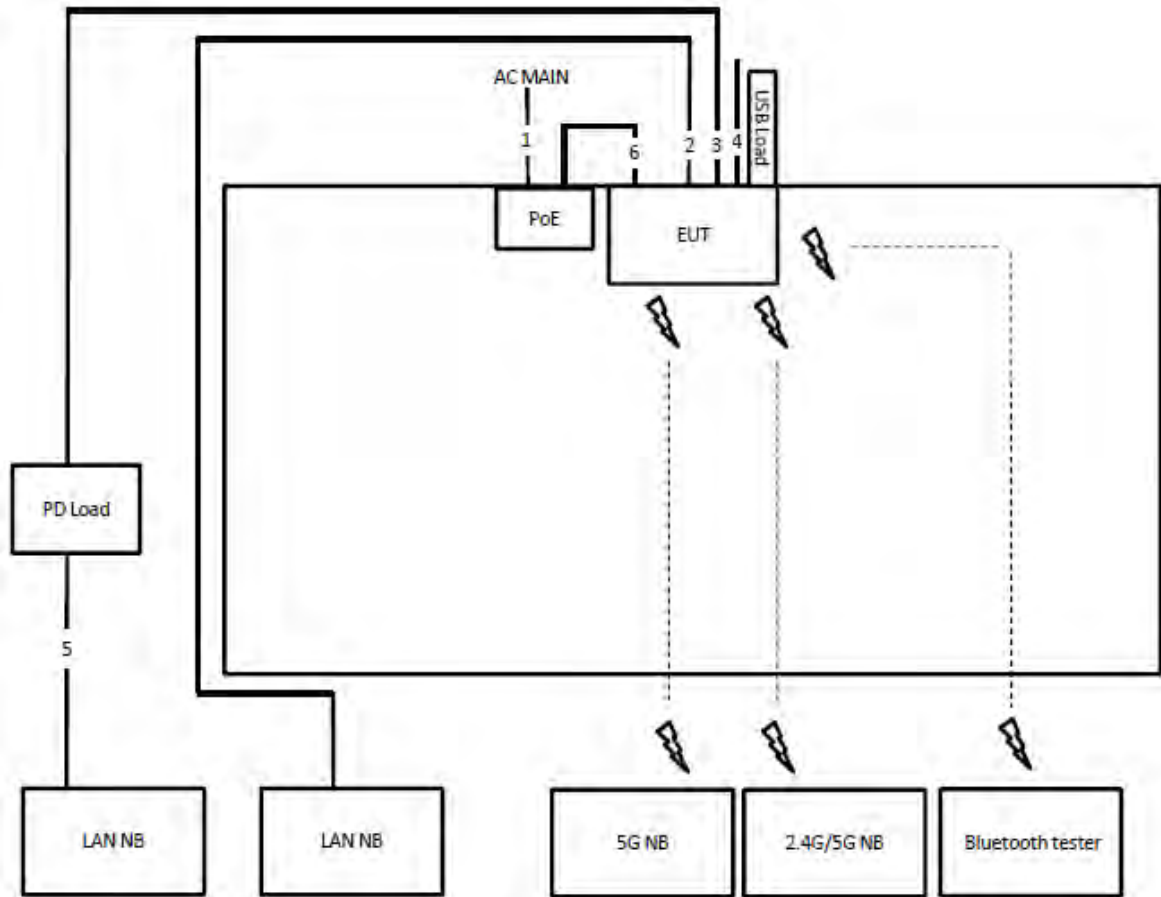 AC MAIN
1
6
2
3
4
USB Load
PoE
EUT
PD Load
5
LAN NB
LAN NB
5G NB
2.4G/5G NB
Bluetooth tester